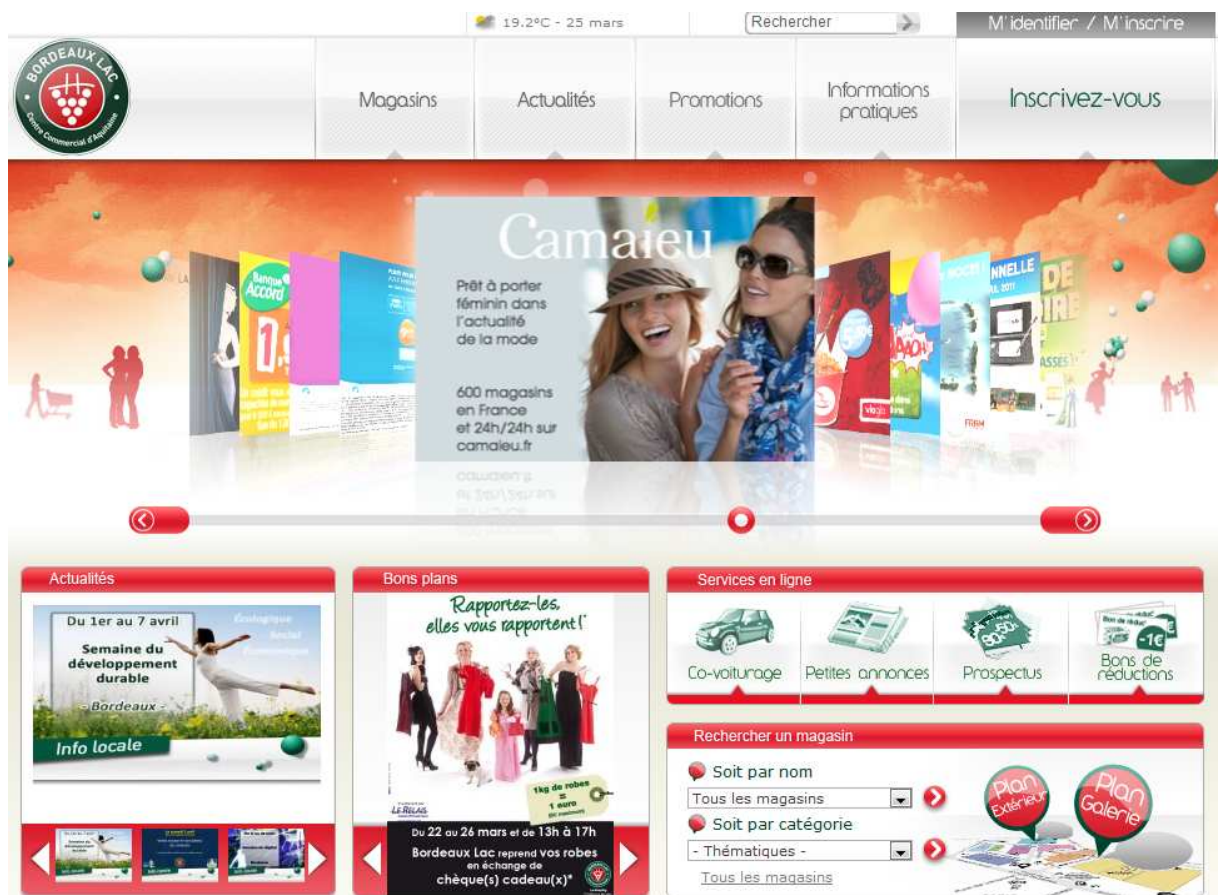 19.2°C - 25 mars
Rechercher
M'identifier / M'inscrire
BORDEAUX LAC
Centre Commercial d'Aquitaine
Magasins
Actualités
Promotions
Informations
pratiques
Inscrivez-vous
Camaïeu
Prêt à porter
féminin dans
l'actualité
de la mode
600 magasins
en France
et 24h/24h sur
camaieu.fr
Banque
Accord
Actualités
Du 1er au 7 avril
Semaine du
développement
durable
- Bordeaux -
Écologique
Social
Économique
Info locale
Bons plans
Rapportez-les,
elles vous rapportent !*
1kg de robes
=
1 euro
LE RELAIS
Du 22 au 26 mars et de 13h à 17h
Bordeaux Lac reprend vos robes
en échange de
chèque(s) cadeau(x)*
Services en ligne
Co-voiturage
Petites annonces
Prospectus
Bons de
réductions
-1€
Rechercher un magasin
Soit par nom
Tous les magasins
Soit par catégorie
- Thématiques -
Tous les magasins
Plan
Extérieur
Plan
Galerie